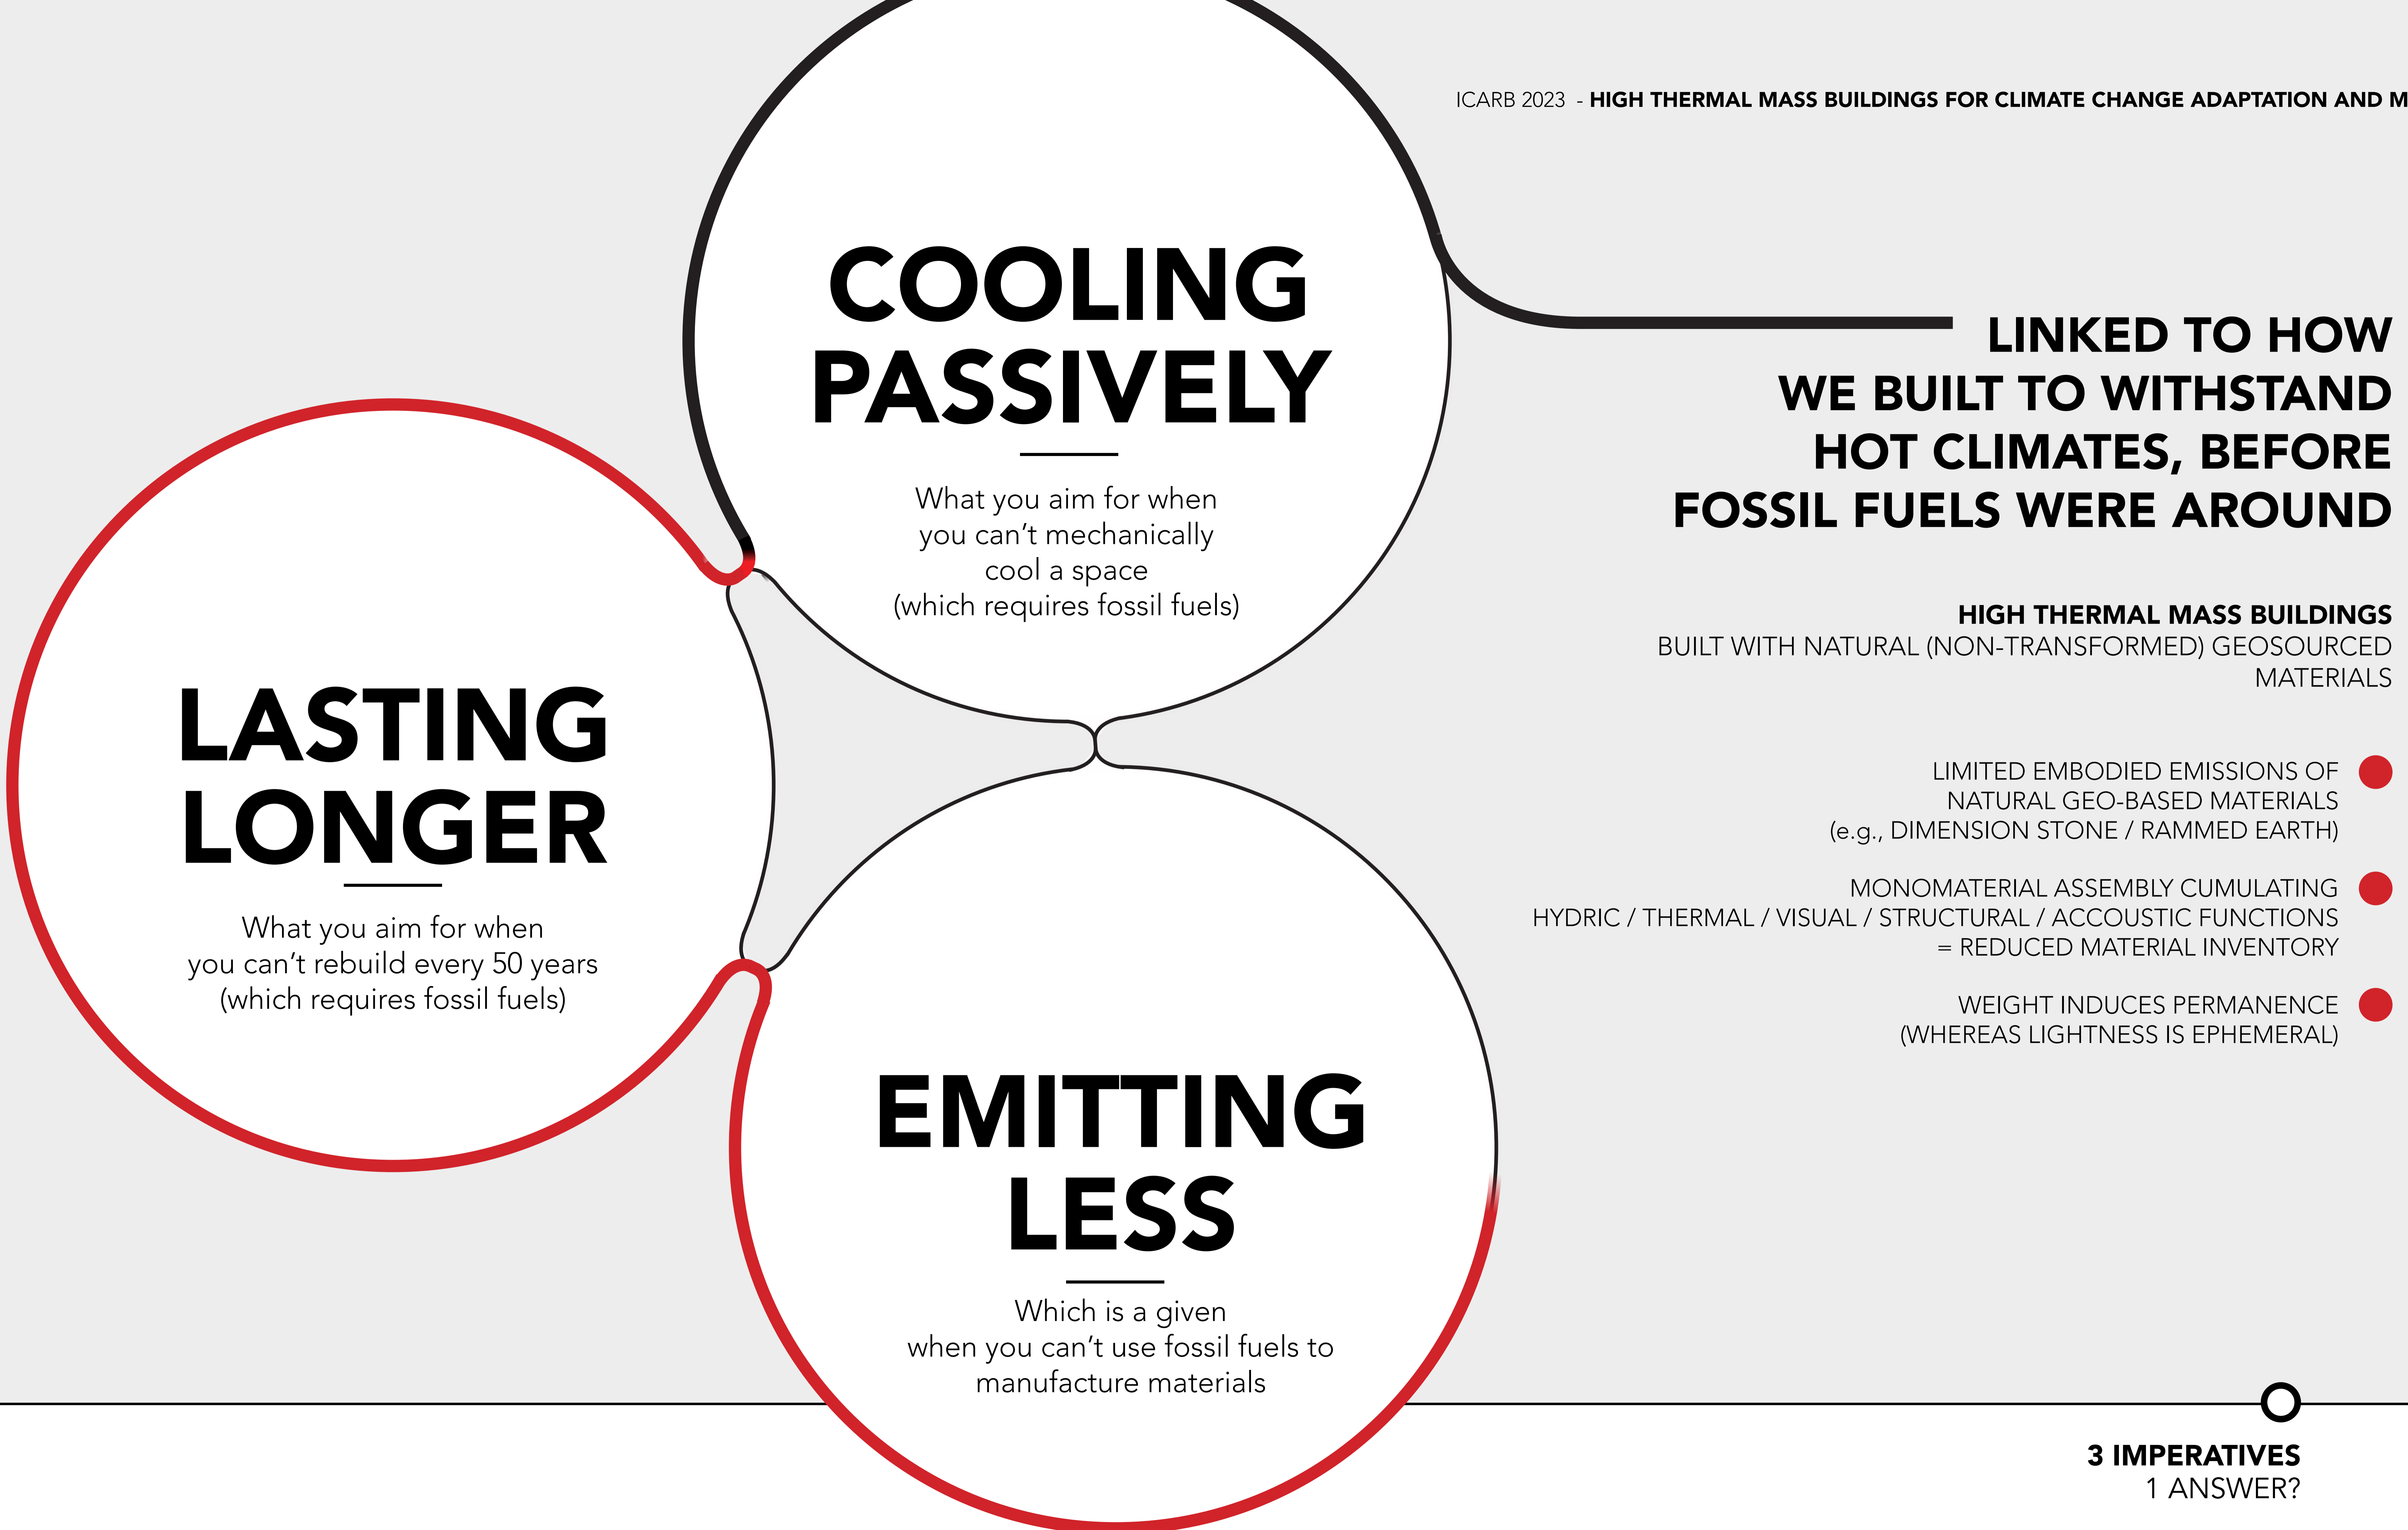 ICARB 2023 - HIGH THERMAL MASS BUILDINGS FOR CLIMATE CHANGE ADAPTATION AND
COOLING
PASSIVELY
What you aim for when
you can't mechanically
cool a space
(which requires fossil fuels)
LASTING
LONGER
What you aim for when
you can't rebuild every 50 years
(which requires fossil fuels)
EMITTING
LESS
Which is a given
when you can't use fossil fuels to
manufacture materials
LINKED TO HOW
WE BUILT TO WITHSTAND
HOT CLIMATES, BEFORE
FOSSIL FUELS WERE AROUND
HIGH THERMAL MASS BUILDINGS
BUILT WITH NATURAL (NON-TRANSFORMED) GEOSOURCED
MATERIALS
LIMITED EMBODIED EMISSIONS OF
NATURAL GEO-BASED MATERIALS
(e.g., DIMENSION STONE / RAMMED EARTH)
MONOMATERIAL ASSEMBLY CUMULATING
HYDRIC / THERMAL / VISUAL / STRUCTURAL / ACCOUSTIC FUNCTIONS
= REDUCED MATERIAL INVENTORY
WEIGHT INDUCES PERMANENCE
(WHEREAS LIGHTNESS IS EPHEMERAL)
3 IMPERATIVES
1 ANSWER?